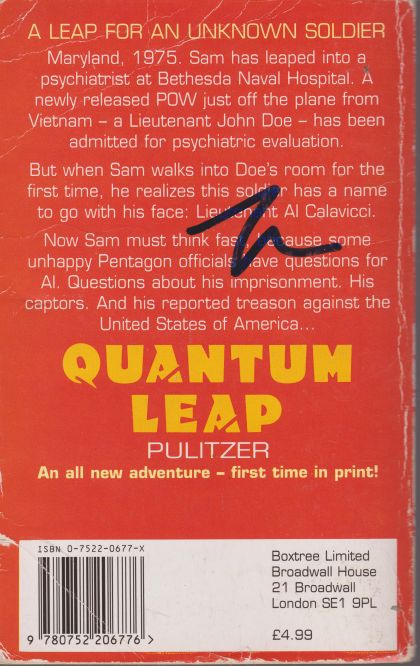 A LEAP FOR AN UNKNOWN SOLDIER
Maryland, 1975. Sam has leaped into a
psychiatrist at Bethesda Naval Hospital. A
newly released POW just off the plane from
Vietnam – a Lieutenant John Doe – has been
admitted for psychiatric evaluation.
But when Sam walks into Doe's room for the
first time, he realizes this soldier has a name
to go with his face: Lieutenant Al Calavicci.
Now Sam must think fast, because some
unhappy Pentagon officials have questions for
Al. Questions about his imprisonment. His
captors. And his reported treason against the
United States of America...
QUANTUM
LEAP
PULITZER
An all new adventure – first time in print!
ISBN 0-7522-0677-X
9 780752 206776 >
Boxtree Limited
Broadwall House
21 Broadwall
London SE1 9PL
£4.99